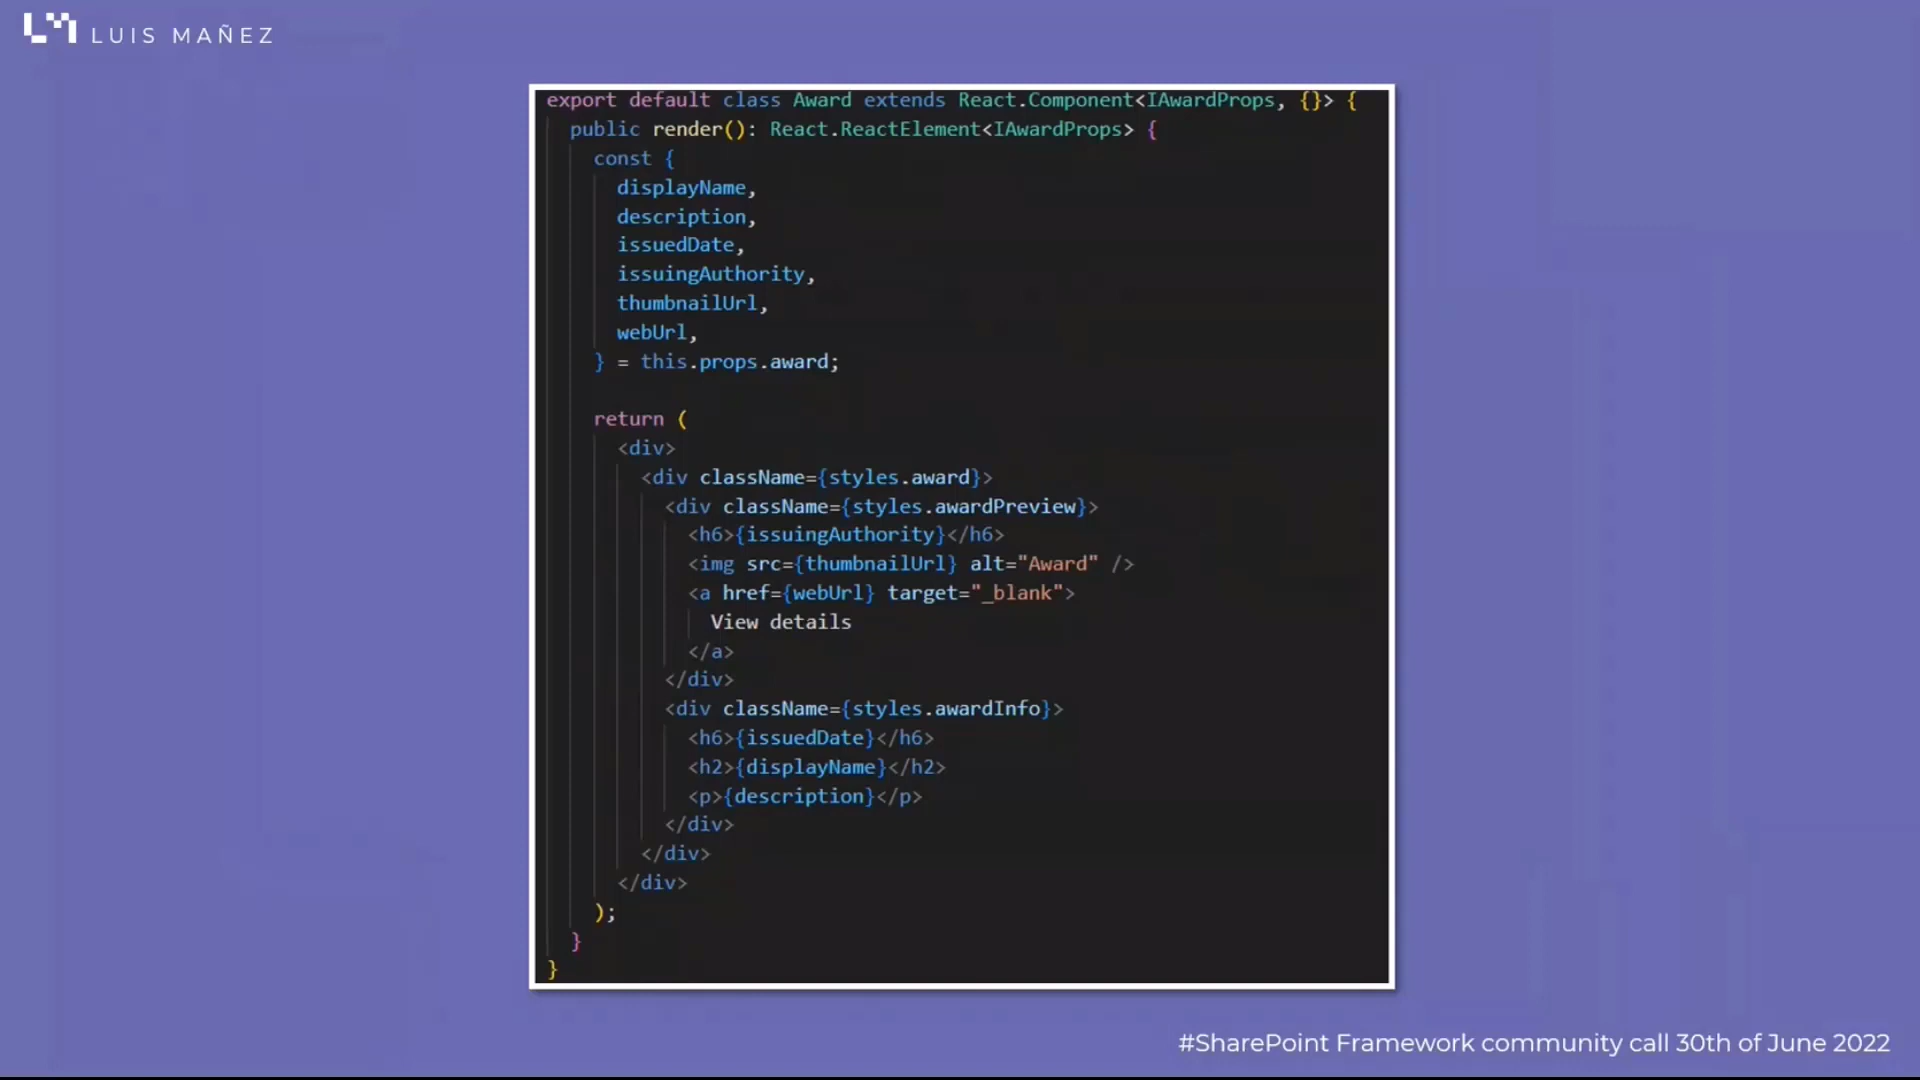 LUIS MAÑEZ
export default class Award extends React.Component<IAwardProps, {}> {
  public render(): React.ReactElement<IAwardProps> {
    const {
      displayName,
      description,
      issuedDate,
      issuingAuthority,
      thumbnailUrl,
      webUrl,
    } = this.props.award;

    return (
      <div>
        <div className={styles.award}>
          <div className={styles.awardPreview}>
            <h6>{issuingAuthority}</h6>
            <img src={thumbnailUrl} alt="Award" />
            <a href={webUrl} target="_blank">
              View details
            </a>
          </div>
          <div className={styles.awardInfo}>
            <h6>{issuedDate}</h6>
            <h2>{displayName}</h2>
            <p>{description}</p>
          </div>
        </div>
      </div>
    );
  }
}
#SharePoint Framework community call 30th of June 2022